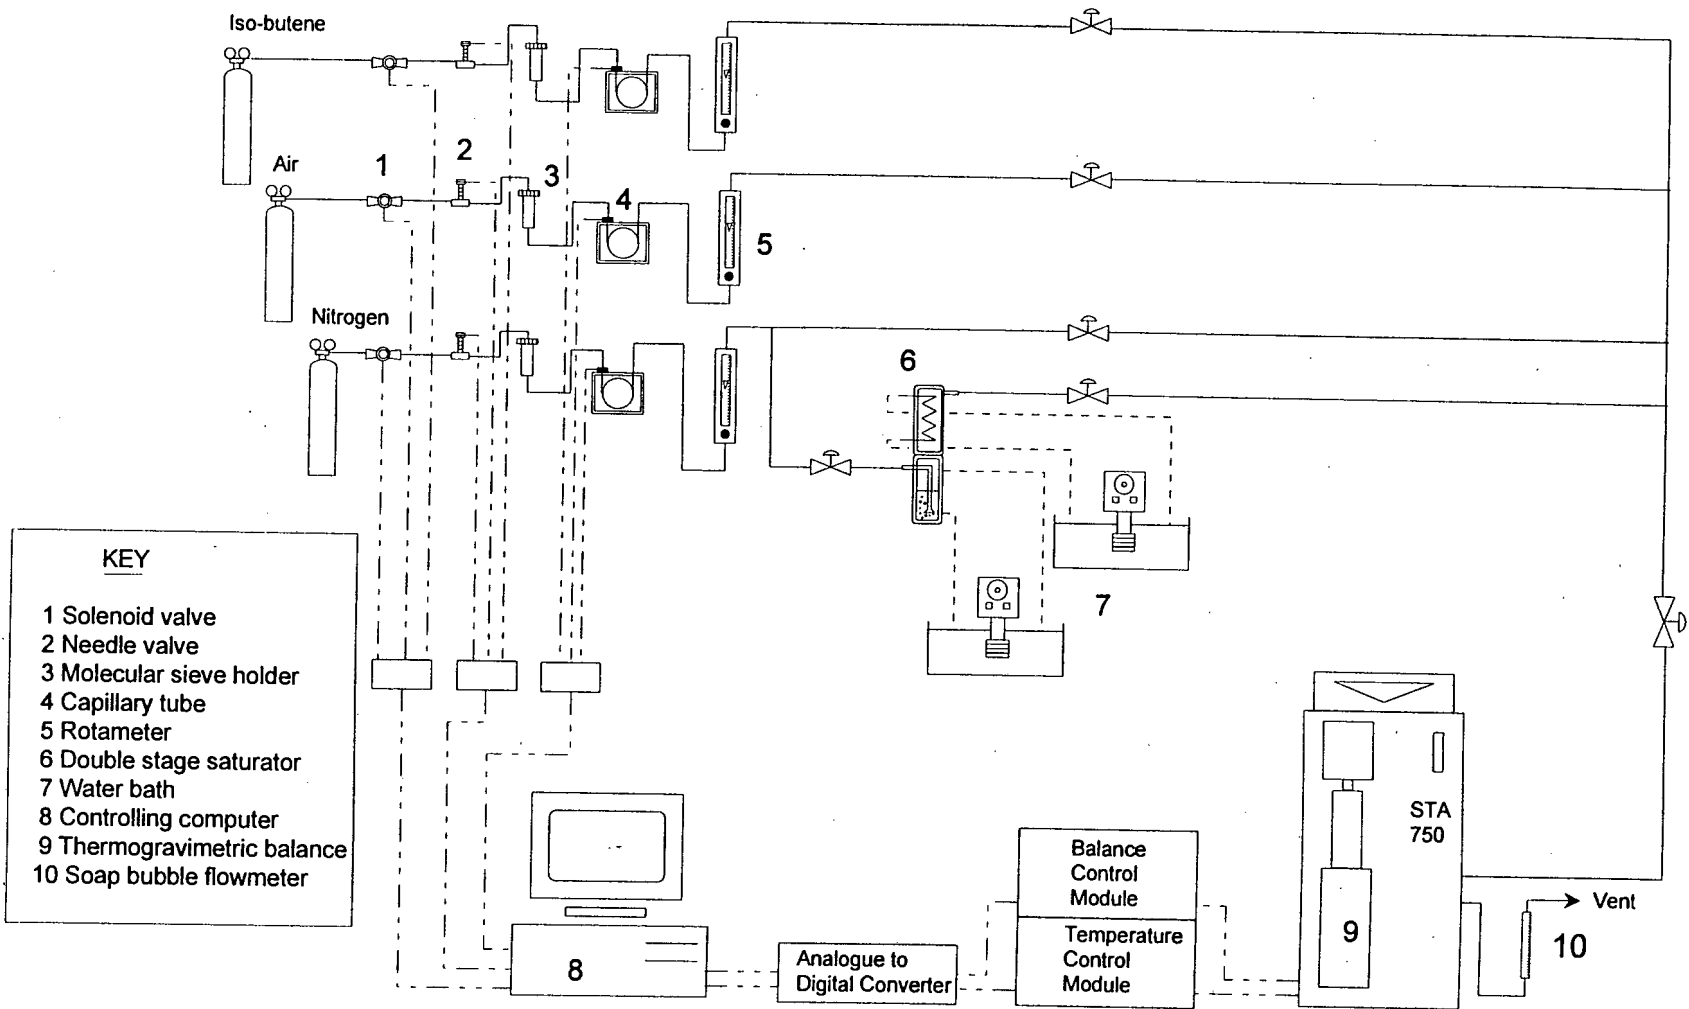 Iso-butene
Air
1
2
3
4
5
Nitrogen
6
7
KEY
1 Solenoid valve
2 Needle valve
3 Molecular sieve holder
4 Capillary tube
5 Rotameter
6 Double stage saturator
7 Water bath
8 Controlling computer
9 Thermogravimetric balance
10 Soap bubble flowmeter
8
Analogue to
Digital Converter
Balance
Control
Module
Temperature
Control
Module
STA
750
9
Vent
10